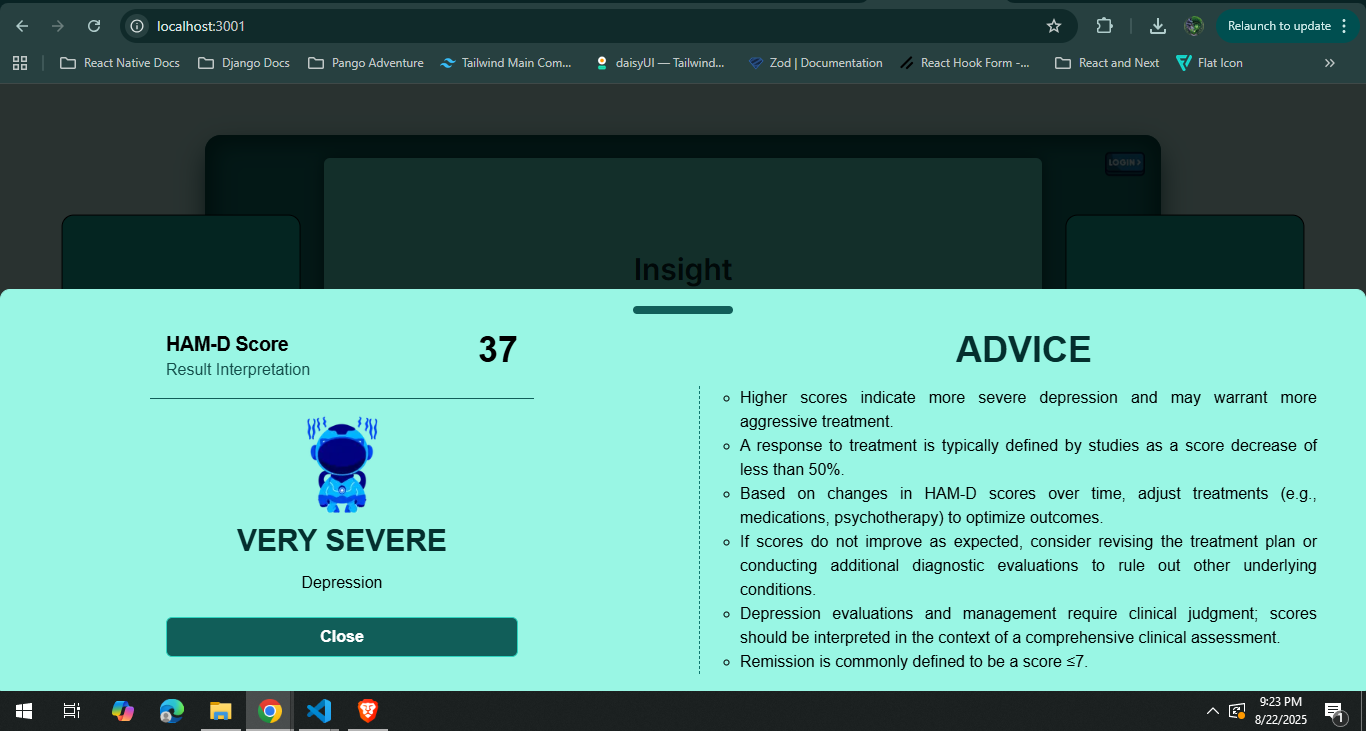 localhost:3001
Relaunch to update
React Native Docs
Django Docs
Pango Adventure
Tailwind Main Com...
daisyUI — Tailwind...
Zod | Documentation
React Hook Form -...
React and Next
Flat Icon
LOGIN
Insight
HAM-D Score
37
Result Interpretation
VERY SEVERE
Depression
Close
ADVICE
Higher scores indicate more severe depression and may warrant more
aggressive treatment.
A response to treatment is typically defined by studies as a score decrease of
less than 50%.
Based on changes in HAM-D scores over time, adjust treatments (e.g.,
medications, psychotherapy) to optimize outcomes.
If scores do not improve as expected, consider revising the treatment plan or
conducting additional diagnostic evaluations to rule out other underlying
conditions.
Depression evaluations and management require clinical judgment; scores
should be interpreted in the context of a comprehensive clinical assessment.
Remission is commonly defined to be a score ≤7.
9:23 PM
8/22/2025
1